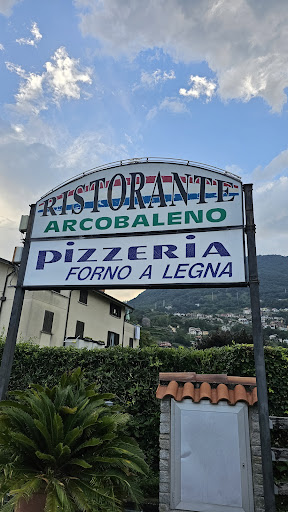 RISTORANTE
ARCOBALENO
PIZZERIA
FORNO A LEGNA